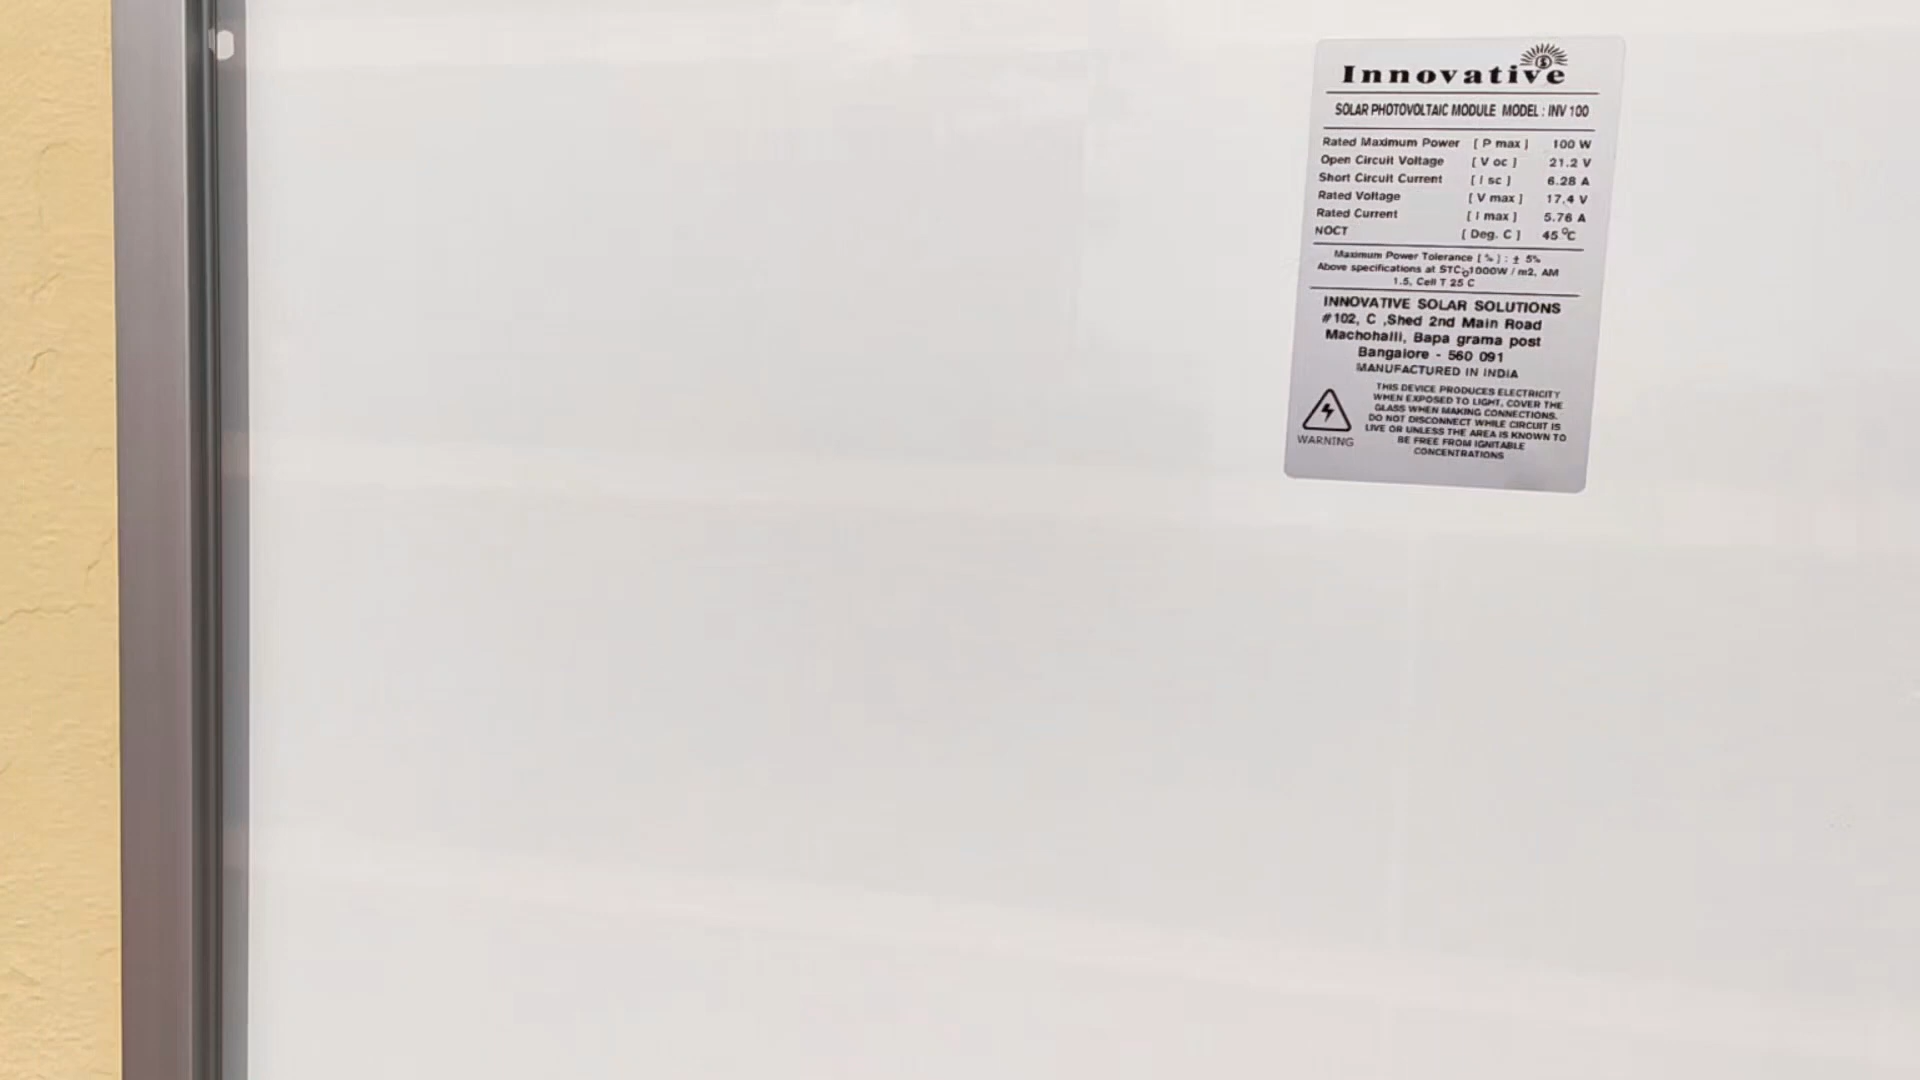 Innovative
SOLAR PHOTOVOLTAIC MODULE MODEL : INV 100
Rated Maximum Power [ P max ] 100 W
Open Circuit Voltage [ V oc ] 21.2 V
Short Circuit Current [ I sc ] 6.28 A
Rated Voltage [ V max ] 17.4 V
Rated Current [ I max ] 5.76 A
NOCT [ Deg. C ] 45 °C
Maximum Power Tolerance [ % ] : ± 5%
Above specifications at STC: 1000W / m2, AM
1.5, Cell T 25 C
INNOVATIVE SOLAR SOLUTIONS
#102, C ,Shed 2nd Main Road
Machohalli, Bapa grama post
Bangalore - 560 091
MANUFACTURED IN INDIA
THIS DEVICE PRODUCES ELECTRICITY
WHEN EXPOSED TO LIGHT, COVER THE
GLASS WHEN MAKING CONNECTIONS.
DO NOT DISCONNECT WHILE CIRCUIT IS
LIVE OR UNLESS THE AREA IS KNOWN TO
BE FREE FROM IGNITABLE
CONCENTRATIONS
WARNING